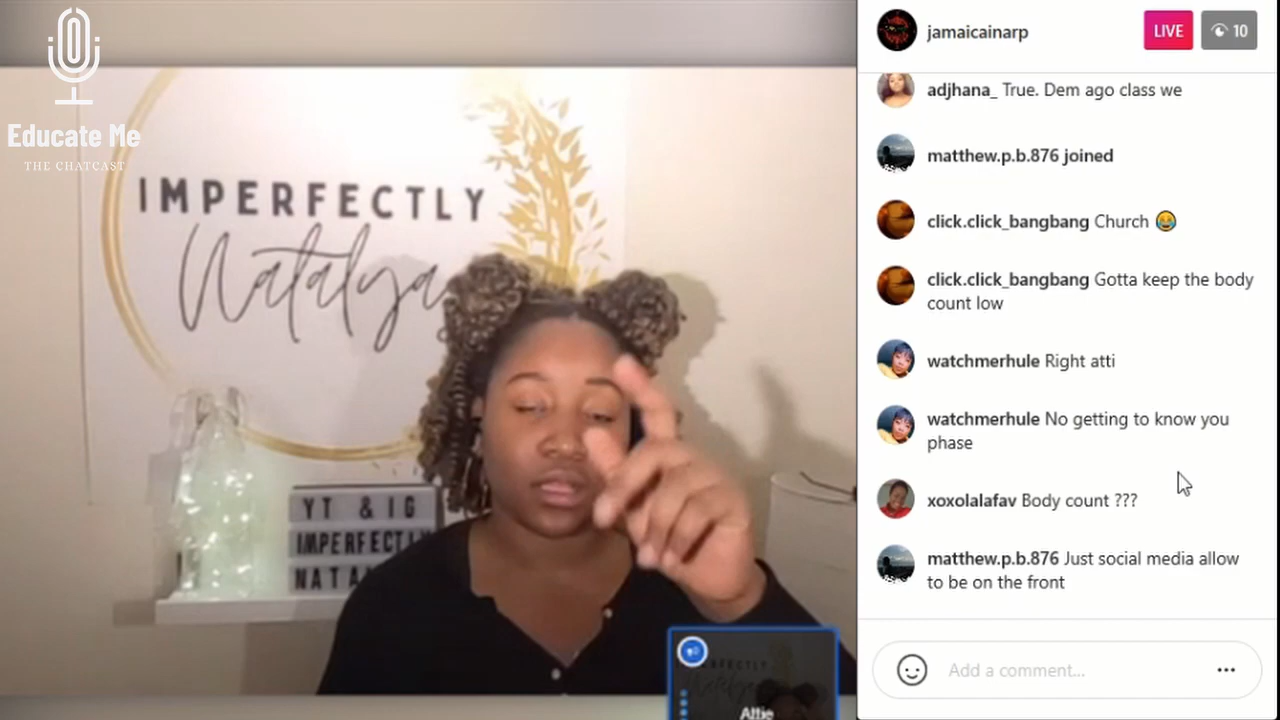 Educate Me
THE CHATCAST
IMPERFECTLY
Natalya
YT & IG
IMPERFECTLY
NATA
IMPERFECTLY
Natalya
Attie
jamaicainarp
LIVE
10
adjhana_ True. Dem ago class we
matthew.p.b.876 joined
click.click_bangbang Church 😂
click.click_bangbang Gotta keep the body
count low
watchmerhule Right atti
watchmerhule No getting to know you
phase
xoxolalafav Body count ???
matthew.p.b.876 Just social media allow
to be on the front
Add a comment...